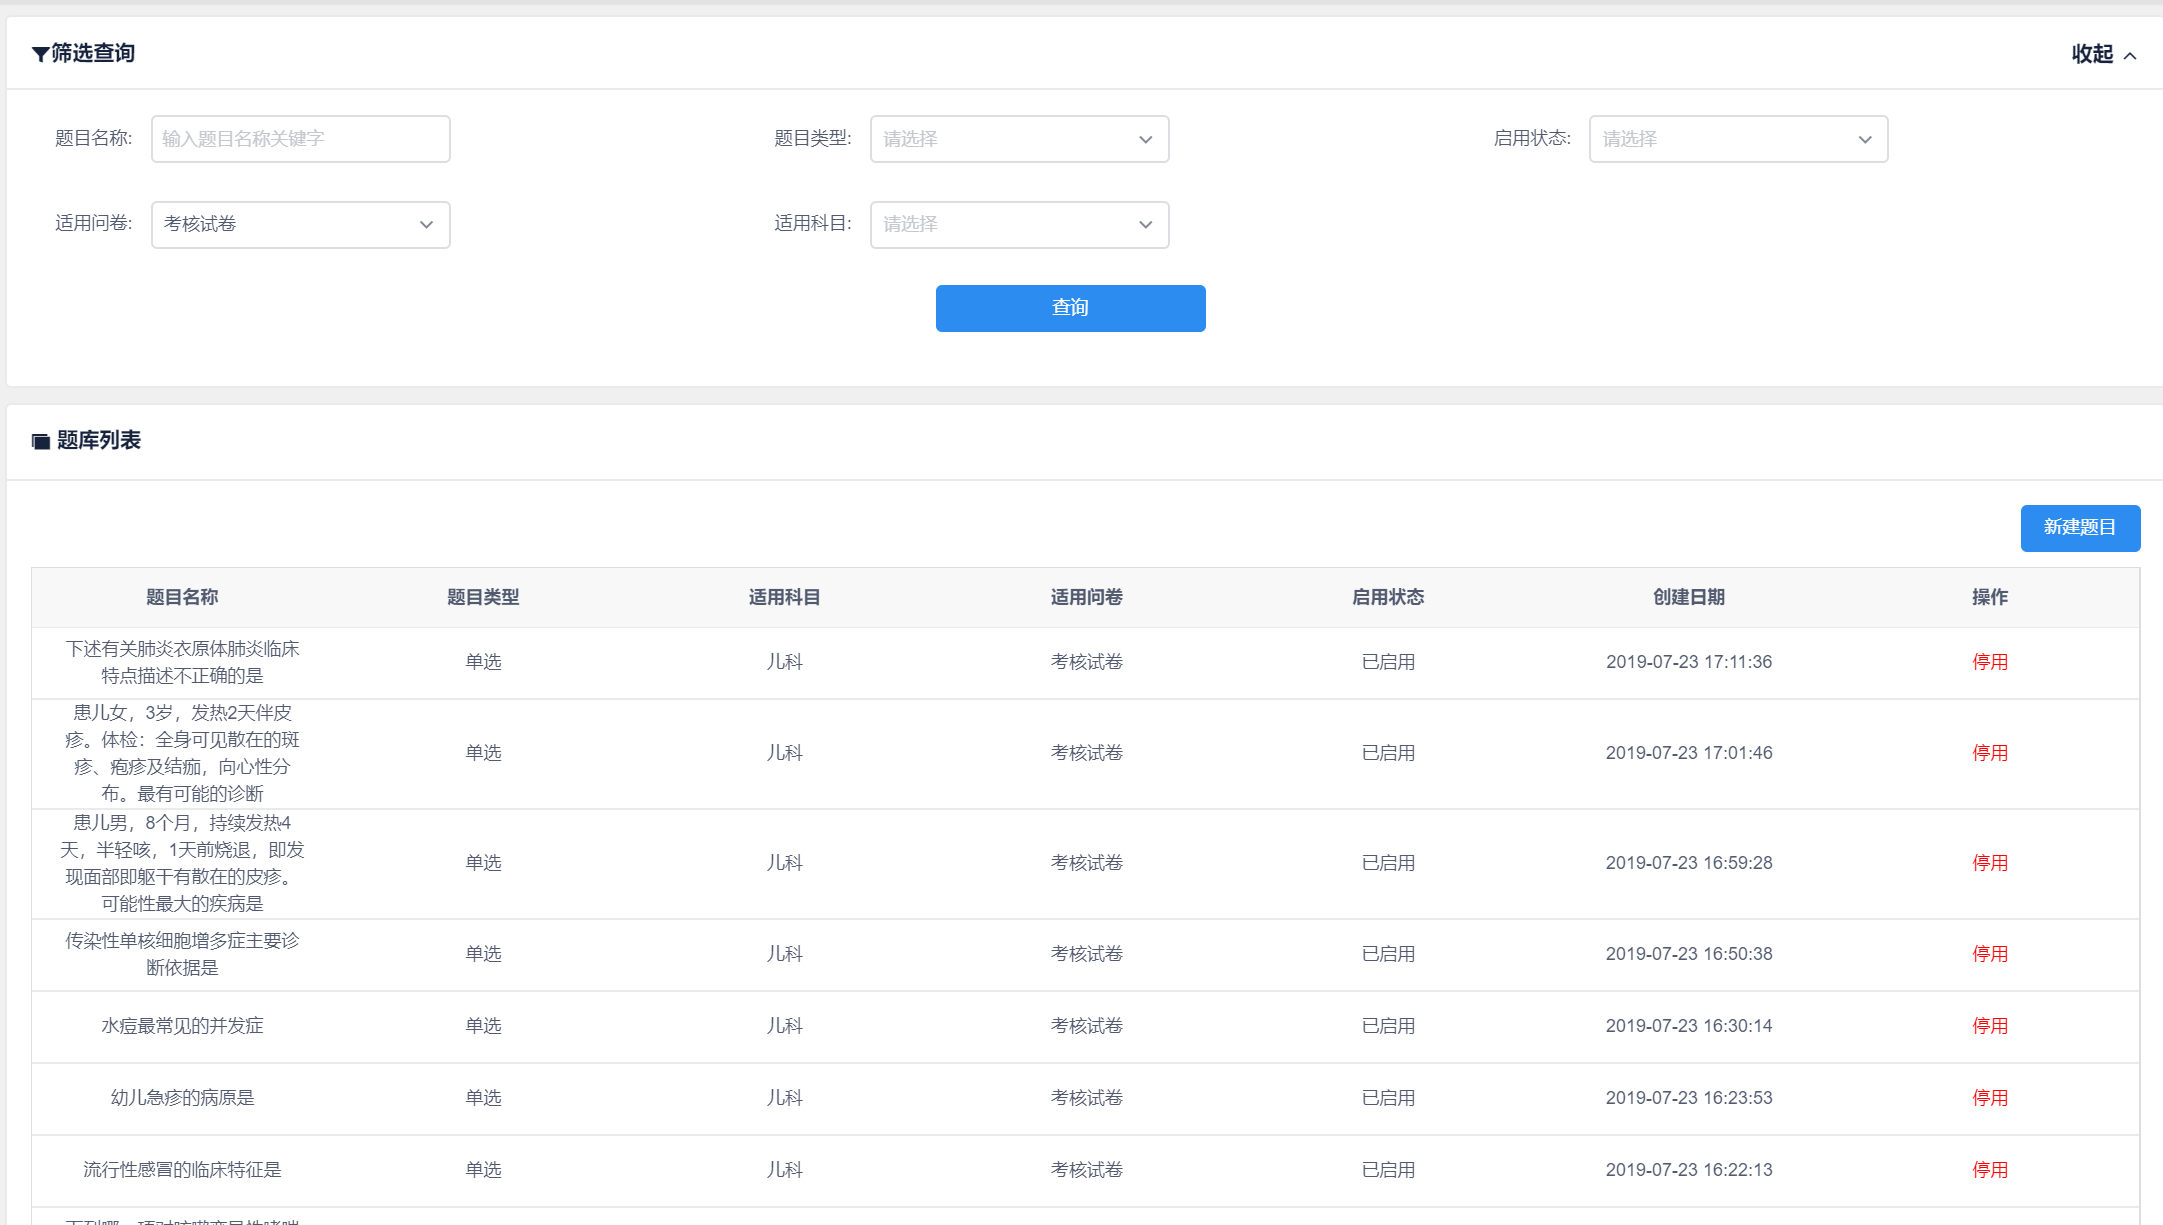 筛选查询
收起
题目名称: 输入题目名称关键字 题目类型: 请选择 启用状态: 请选择
适用问卷: 考核试卷 适用科目: 请选择
查询
题库列表
新建题目
题目名称 题目类型 适用科目 适用问卷 启用状态 创建日期 操作
下述有关肺炎衣原体肺炎临床
特点描述不正确的是
单选 儿科 考核试卷 已启用 2019-07-23 17:11:36 停用
患儿女，3岁，发热2天伴皮
疹。体检：全身可见散在的斑
疹、疱疹及结痂，向心性分
布。最有可能的诊断
单选 儿科 考核试卷 已启用 2019-07-23 17:01:46 停用
患儿男，8个月，持续发热4
天，半轻咳，1天前烧退，即发
现面部即躯干有散在的皮疹。
可能性最大的疾病是
单选 儿科 考核试卷 已启用 2019-07-23 16:59:28 停用
传染性单核细胞增多症主要诊
断依据是
单选 儿科 考核试卷 已启用 2019-07-23 16:50:38 停用
水痘最常见的并发症 单选 儿科 考核试卷 已启用 2019-07-23 16:30:14 停用
幼儿急疹的病原是 单选 儿科 考核试卷 已启用 2019-07-23 16:23:53 停用
流行性感冒的临床特征是 单选 儿科 考核试卷 已启用 2019-07-23 16:22:13 停用